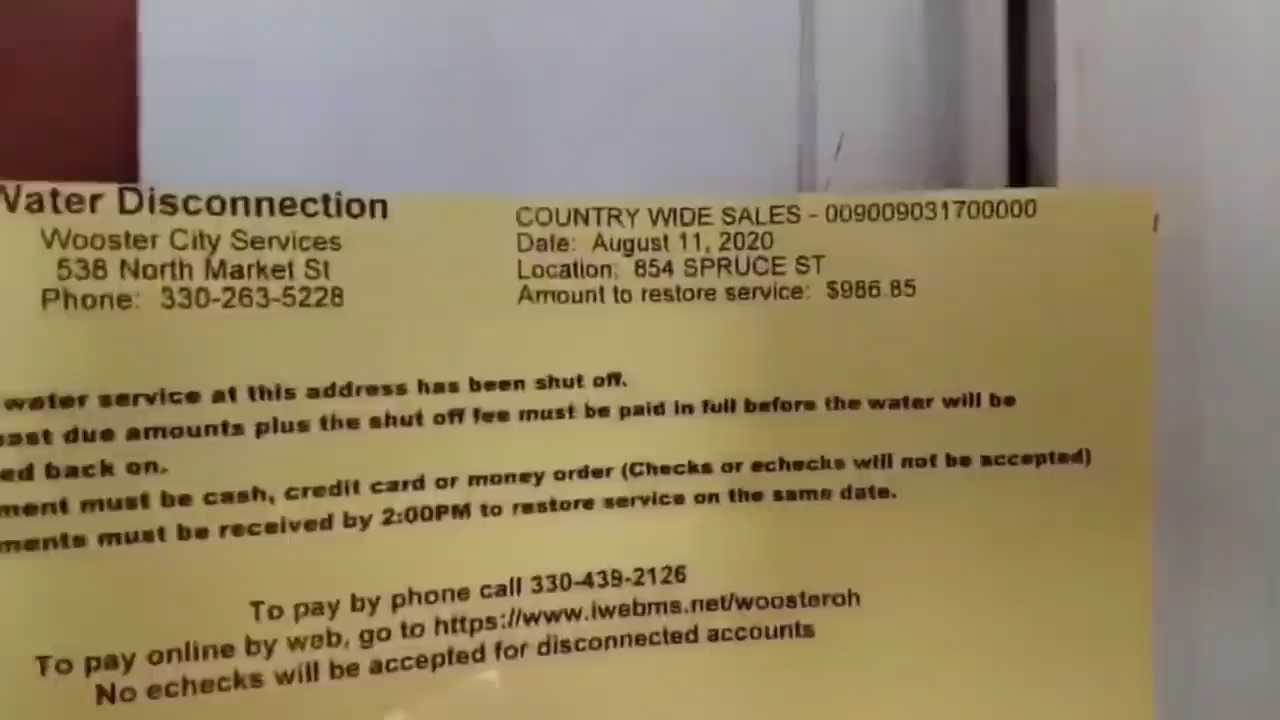 Water Disconnection
Wooster City Services
538 North Market St
Phone: 330-263-5228
COUNTRY WIDE SALES - 009009031700000
Date: August 11, 2020
Location: 854 SPRUCE ST
Amount to restore service: $986.85
water service at this address has been shut off.
past due amounts plus the shut off fee must be paid in full before the water will be
ed back on.
ment must be cash, credit card or money order (Checks or echecks will not be accepted)
ments must be received by 2:00PM to restore service on the same date.
To pay by phone call 330-439-2126
To pay online by web, go to https://www.iwebms.net/woosteroh
No echecks will be accepted for disconnected accounts